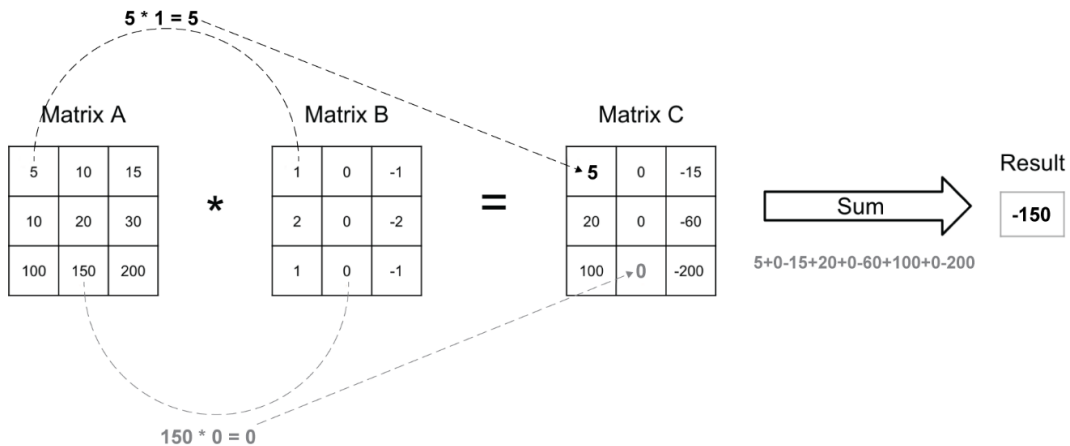 5 * 1 = 5
Matrix A
Matrix B
Matrix C
Result
5 10 15
1 0 -1
5 0 -15
10 20 30
*
2 0 -2
=
20 0 -60
Sum
-150
100 150 200
1 0 -1
100 0 -200
5+0-15+20+0-60+100+0-200
150 * 0 = 0